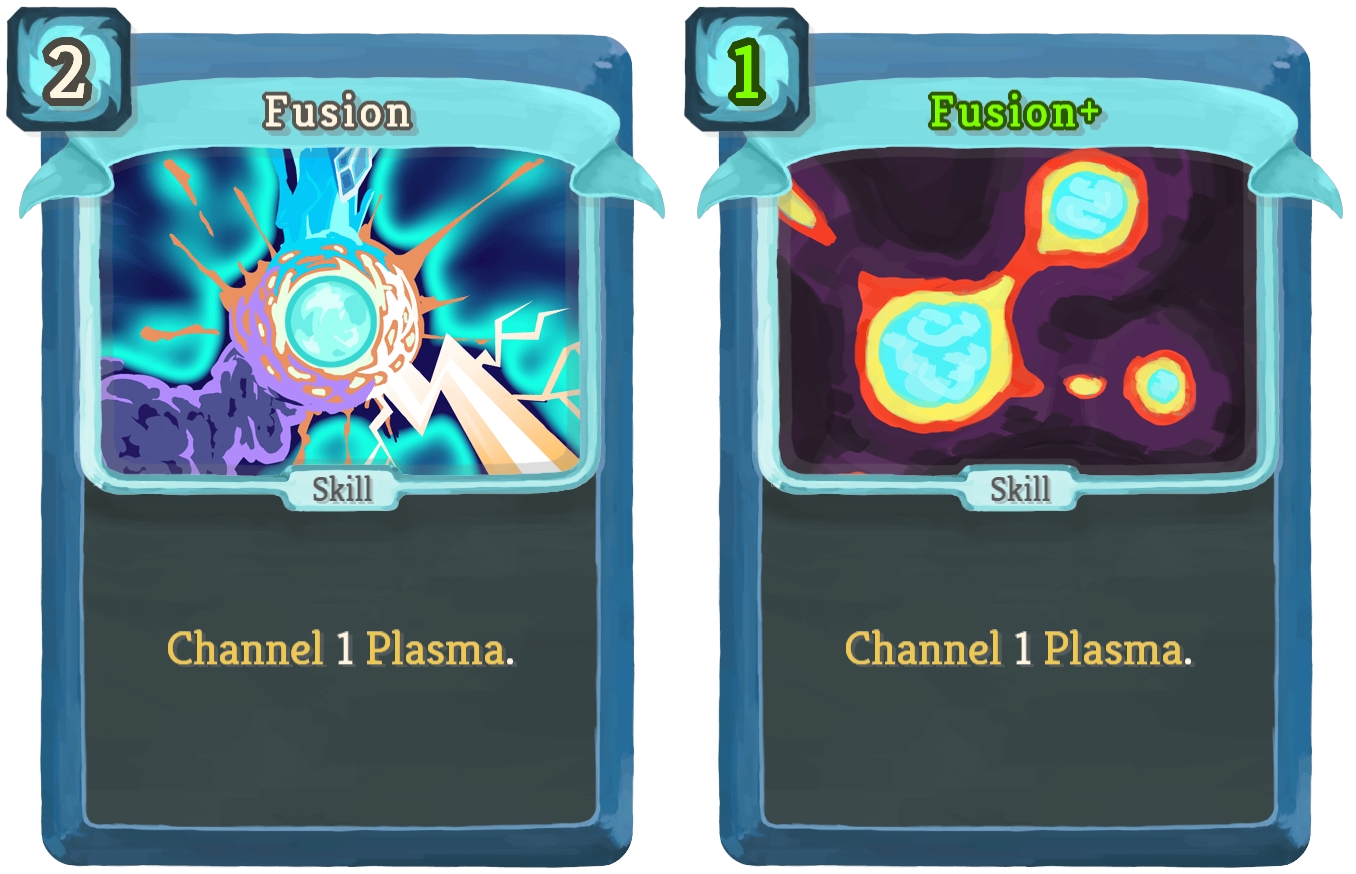 2
Fusion
Skill
Channel 1 Plasma.
1
Fusion+
Skill
Channel 1 Plasma.